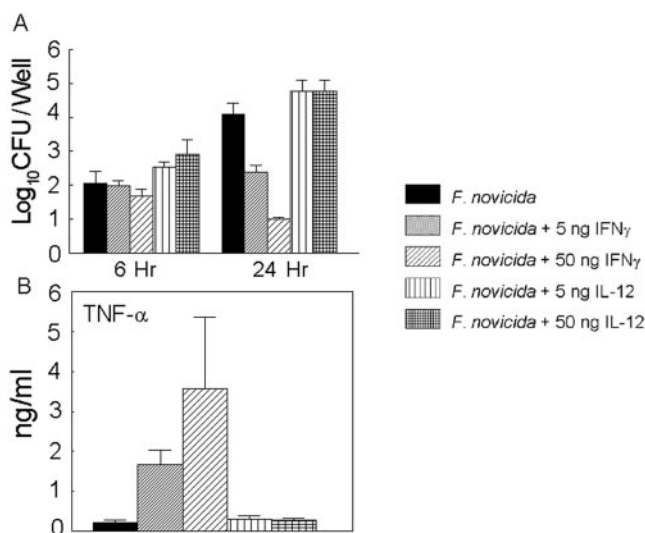 A
6
5
4
3
2
1
0
Log10CFU/Well
6 Hr 24 Hr
F. novicida
F. novicida + 5 ng IFNγ
F. novicida + 50 ng IFNγ
F. novicida + 5 ng IL-12
F. novicida + 50 ng IL-12
B
TNF-α
6
5
4
3
2
1
0
ng/ml